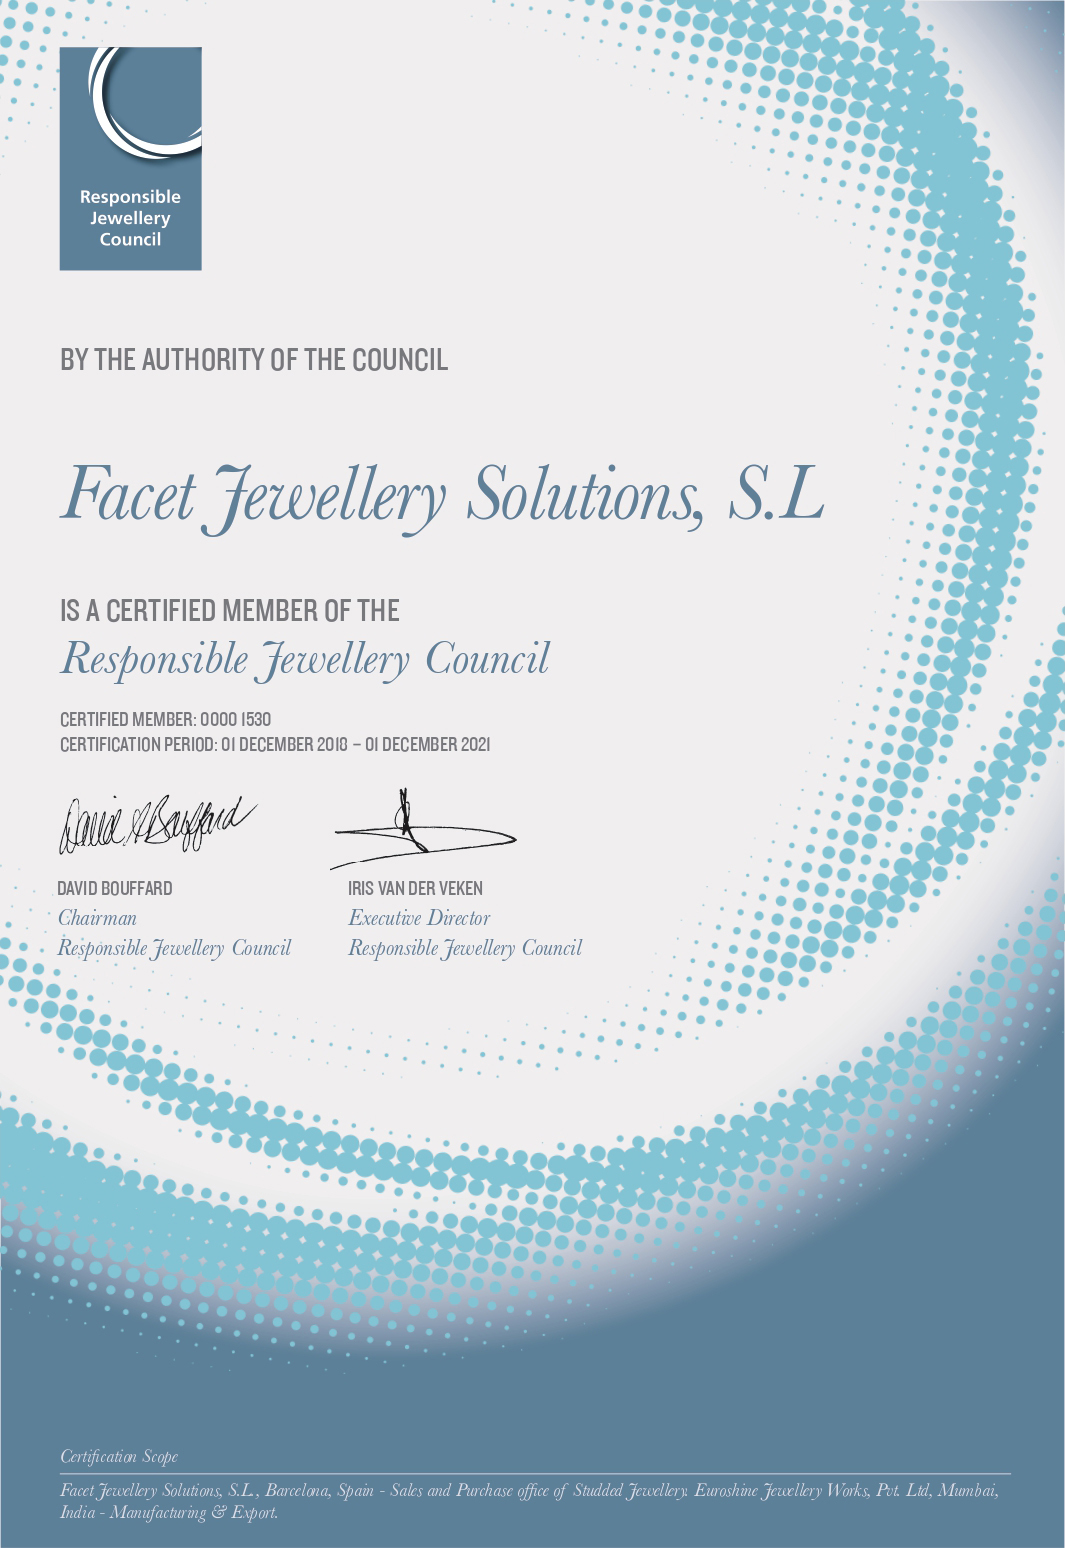 Responsible
Jewellery
Council
BY THE AUTHORITY OF THE COUNCIL
Facet Jewellery Solutions, S.L
IS A CERTIFIED MEMBER OF THE
Responsible Jewellery Council
CERTIFIED MEMBER: 0000 1530
CERTIFICATION PERIOD: 01 DECEMBER 2018 – 01 DECEMBER 2021
David A Bouffard
DAVID BOUFFARD
Chairman
Responsible Jewellery Council
IRIS VAN DER VEKEN
Executive Director
Responsible Jewellery Council
Certification Scope
Facet Jewellery Solutions, S.L., Barcelona, Spain - Sales and Purchase office of Studded Jewellery. Euroshine Jewellery Works, Pvt. Ltd, Mumbai,
India - Manufacturing & Export.